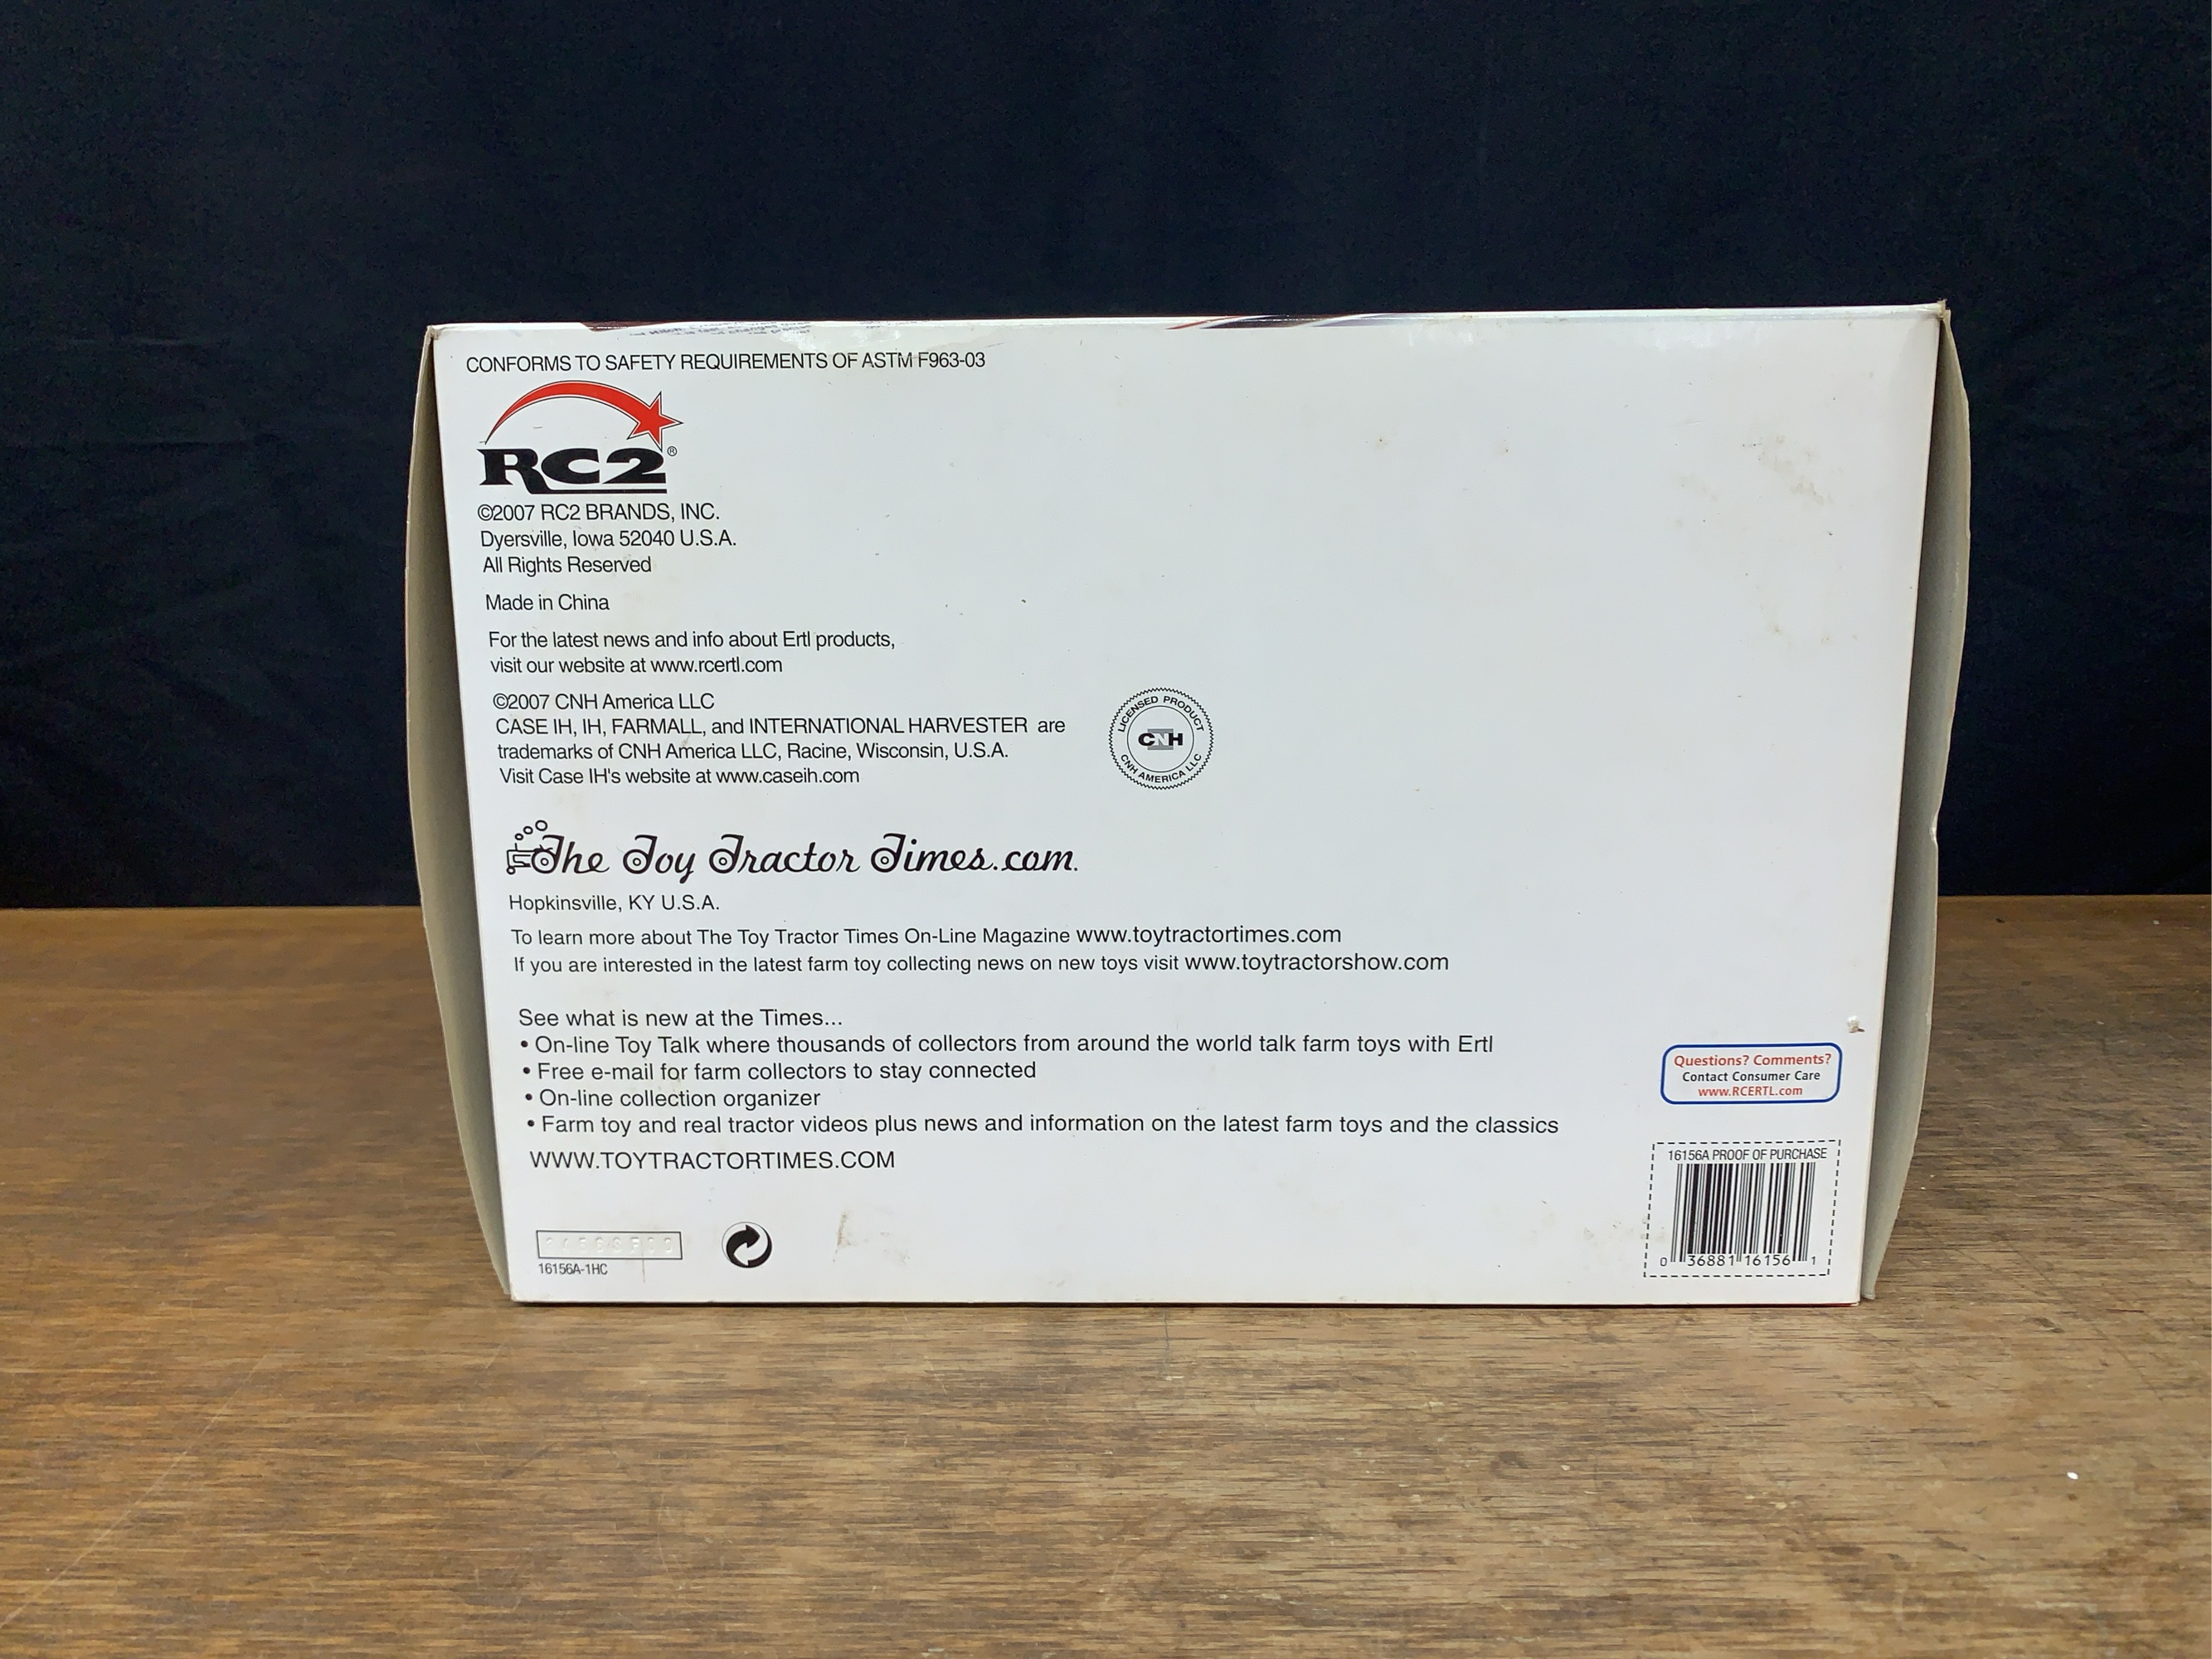 CONFORMS TO SAFETY REQUIREMENTS OF ASTM F963-03
RC2®
©2007 RC2 BRANDS, INC.
Dyersville, Iowa 52040 U.S.A.
All Rights Reserved
Made in China
For the latest news and info about Ertl products,
visit our website at www.rcertl.com
©2007 CNH America LLC
CASE IH, IH, FARMALL, and INTERNATIONAL HARVESTER are
trademarks of CNH America LLC, Racine, Wisconsin, U.S.A.
Visit Case IH's website at www.caseih.com
LICENSED PRODUCT
CNH
CNH AMERICA LLC
The Toy Tractor Times.com.
Hopkinsville, KY U.S.A.
To learn more about The Toy Tractor Times On-Line Magazine www.toytractortimes.com
If you are interested in the latest farm toy collecting news on new toys visit www.toytractorshow.com
See what is new at the Times...
• On-line Toy Talk where thousands of collectors from around the world talk farm toys with Ertl
• Free e-mail for farm collectors to stay connected
• On-line collection organizer
• Farm toy and real tractor videos plus news and information on the latest farm toys and the classics
WWW.TOYTRACTORTIMES.COM
Questions? Comments?
Contact Consumer Care
www.RCERTL.com
16156A PROOF OF PURCHASE
0 36881 16156 1
16156A-1HC